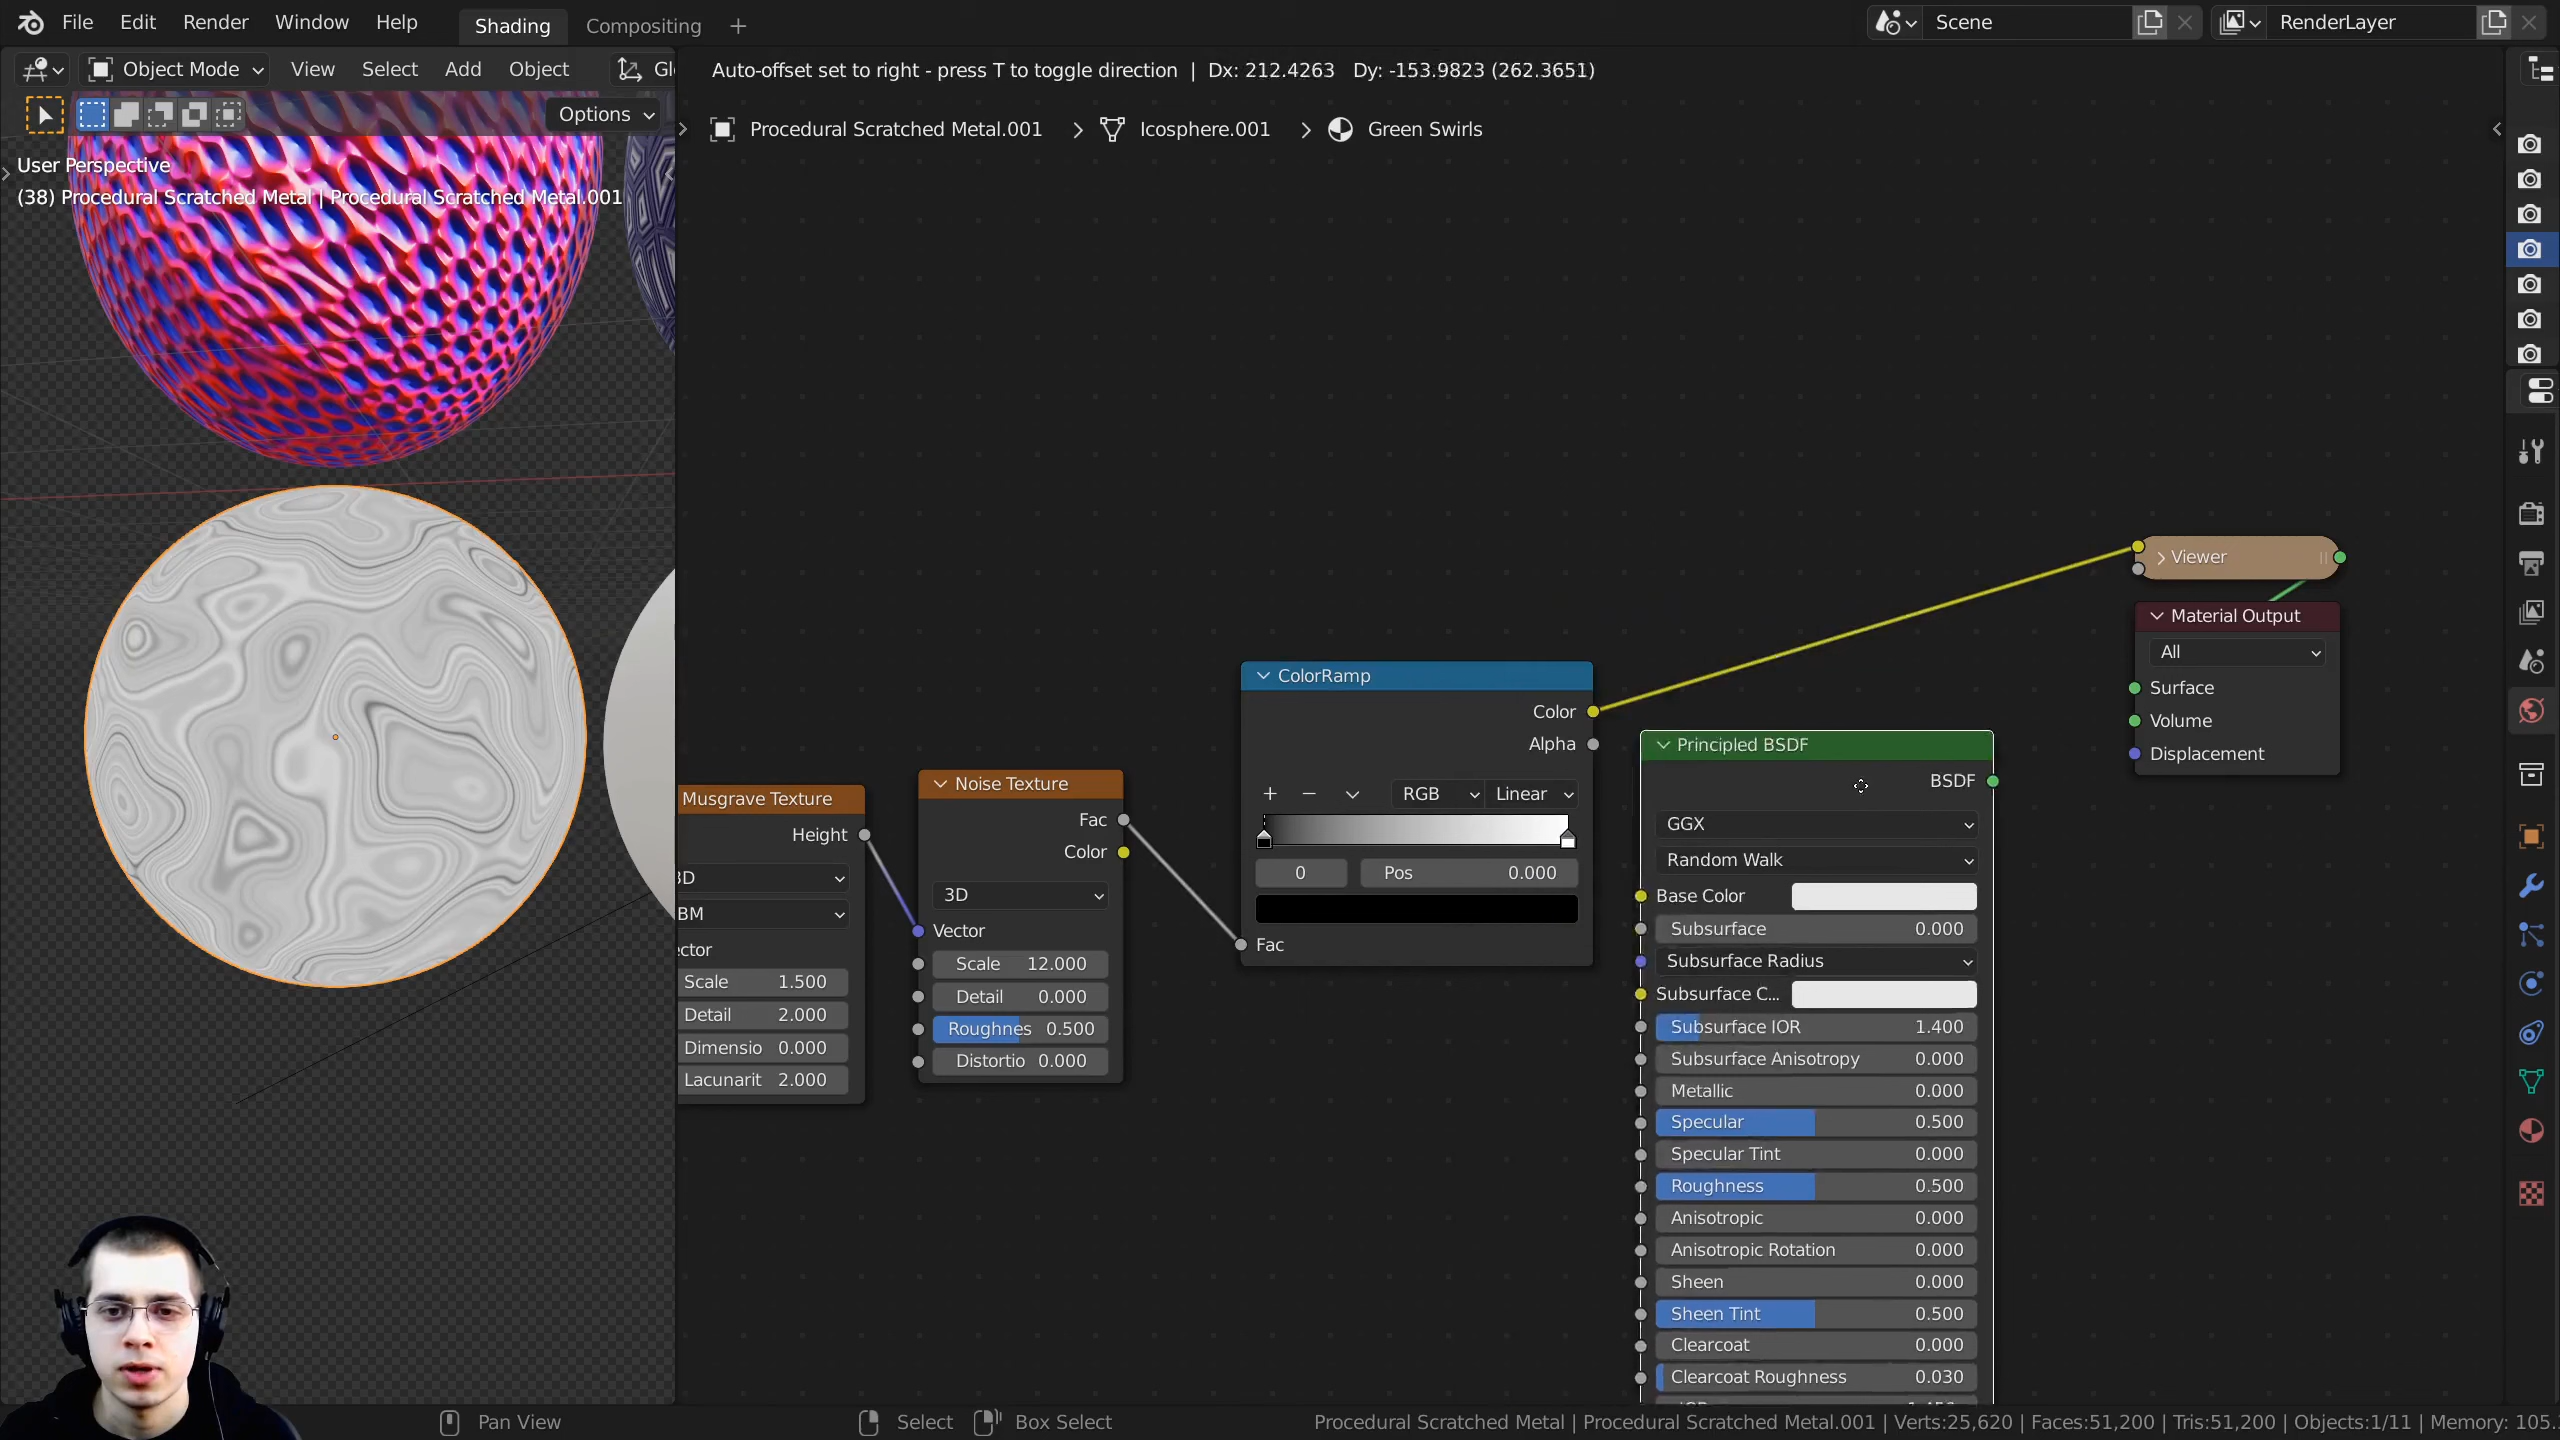 File Edit Render Window Help Shading Compositing + Scene RenderLayer
Object Mode View Select Add Object Gl
Auto-offset set to right - press T to toggle direction | Dx: 212.4263 Dy: -153.9823 (262.3651)
Options
Procedural Scratched Metal.001 > Icosphere.001 > Green Swirls
User Perspective
(38) Procedural Scratched Metal | Procedural Scratched Metal.001
Viewer
Material Output
All
Surface
Volume
Displacement
ColorRamp
Color
Alpha
RGB Linear
0 Pos 0.000
Fac
Principled BSDF
BSDF
GGX
Random Walk
Base Color
Subsurface 0.000
Subsurface Radius
Subsurface C...
Subsurface IOR 1.400
Subsurface Anisotropy 0.000
Metallic 0.000
Specular 0.500
Specular Tint 0.000
Roughness 0.500
Anisotropic 0.000
Anisotropic Rotation 0.000
Sheen 0.000
Sheen Tint 0.500
Clearcoat 0.000
Clearcoat Roughness 0.030
Noise Texture
Fac
Color
3D
Vector
Scale 12.000
Detail 0.000
Roughnes 0.500
Distortio 0.000
Musgrave Texture
Height
3D
BM
ector
Scale 1.500
Detail 2.000
Dimensio 0.000
Lacunarit 2.000
Pan View Select Box Select Procedural Scratched Metal | Procedural Scratched Metal.001 | Verts:25,620 | Faces:51,200 | Tris:51,200 | Objects:1/11 | Memory: 105.